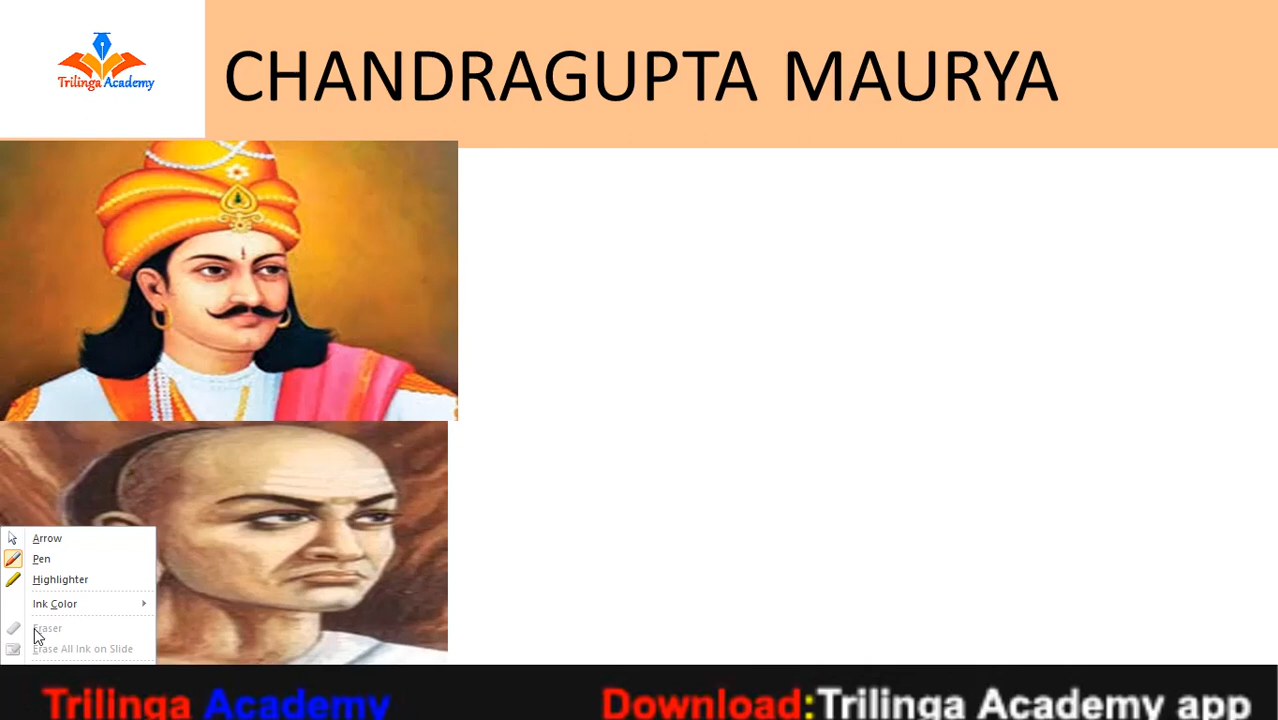 Trilinga Academy
CHANDRAGUPTA MAURYA
Arrow
Pen
Highlighter
Ink Color
Eraser
Erase All Ink on Slide
Trilinga Academy
Download:Trilinga Academy app